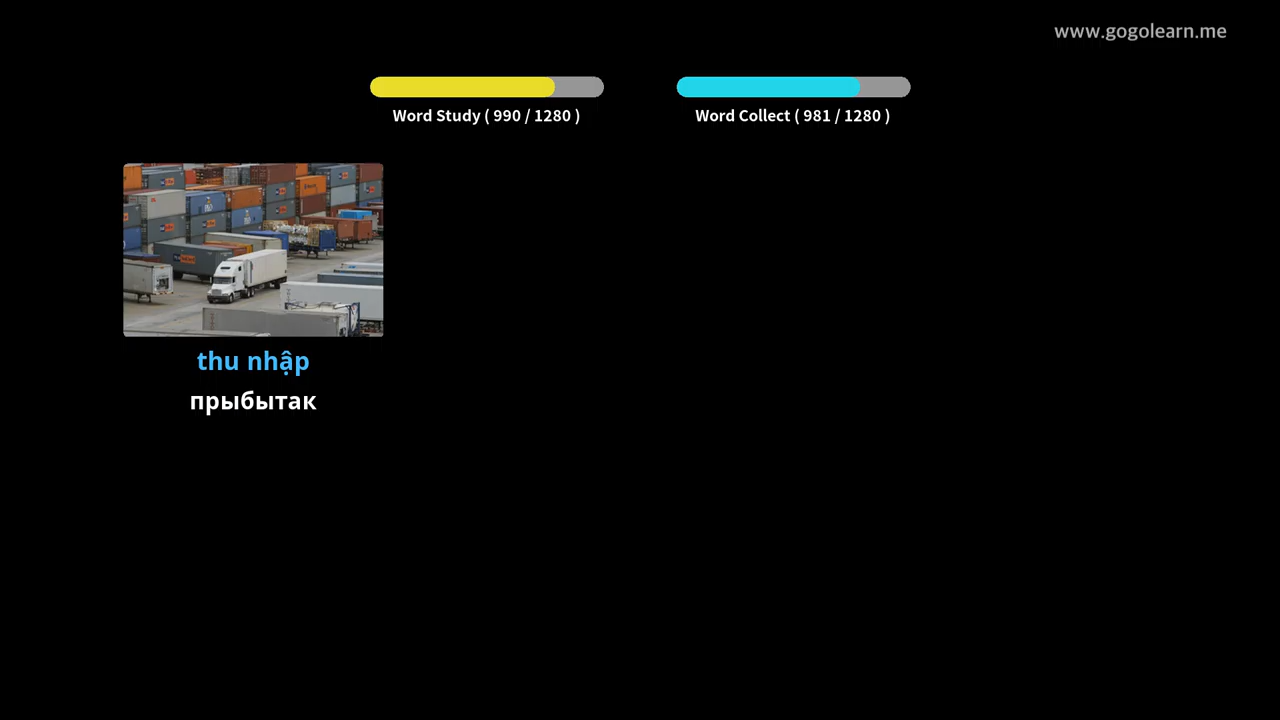 www.gogolearn.me
Word Study ( 990 / 1280 )
Word Collect ( 981 / 1280 )
thu nhập
прыбытак